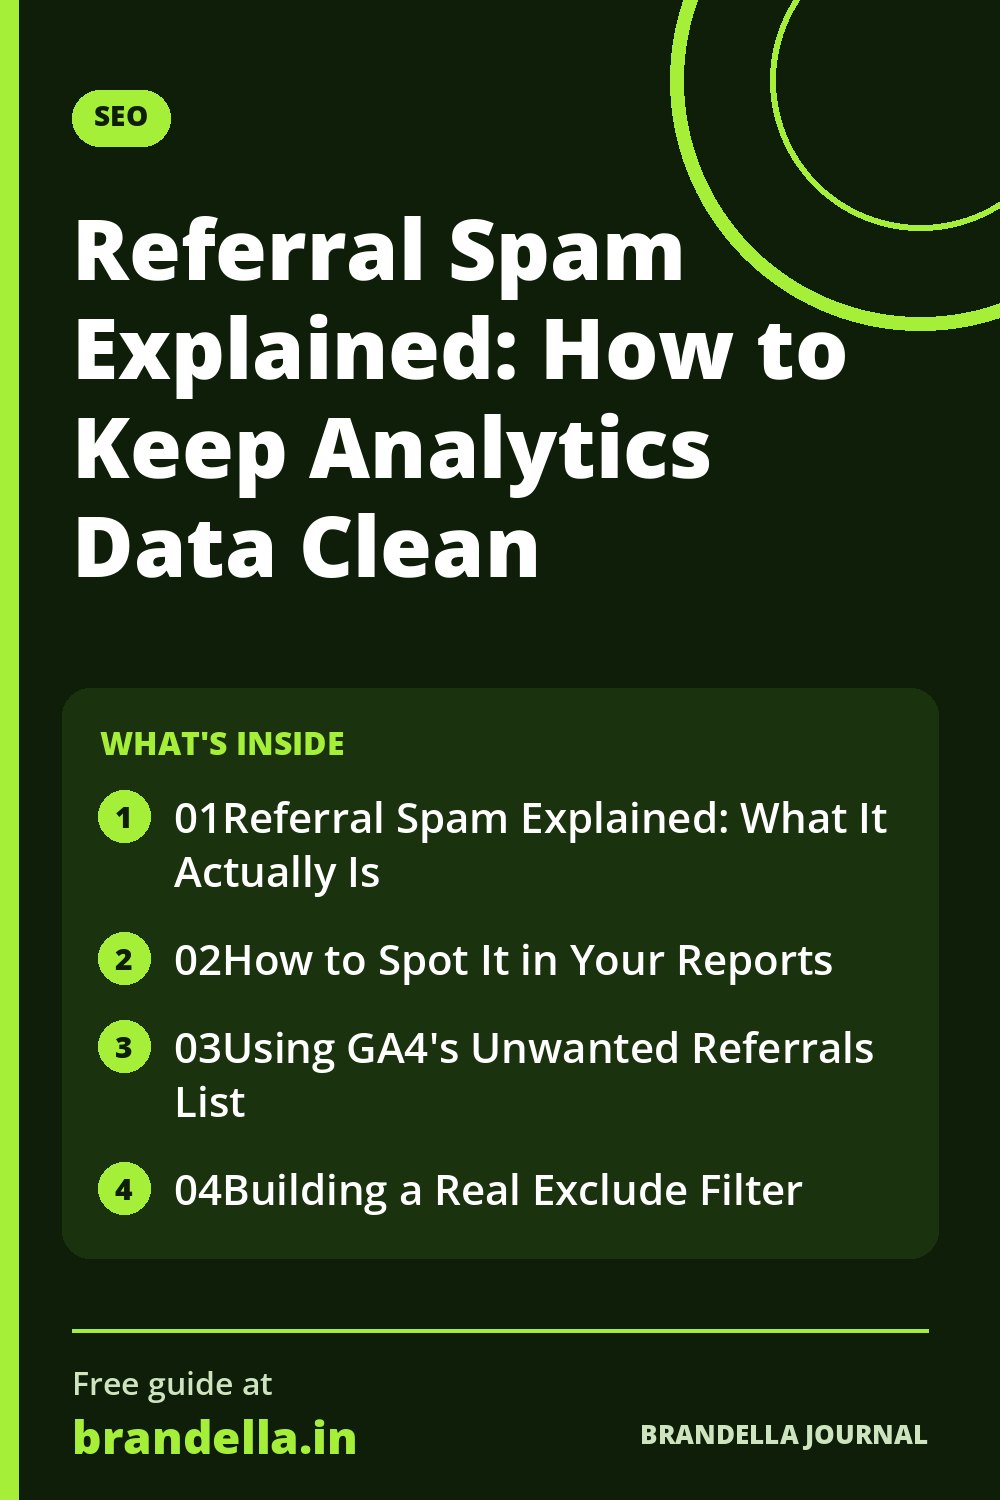 SEO
Referral Spam
Explained: How to
Keep Analytics
Data Clean
WHAT'S INSIDE
1 01Referral Spam Explained: What It
Actually Is
2 02How to Spot It in Your Reports
3 03Using GA4's Unwanted Referrals
List
4 04Building a Real Exclude Filter
Free guide at
brandella.in
BRANDELLA JOURNAL